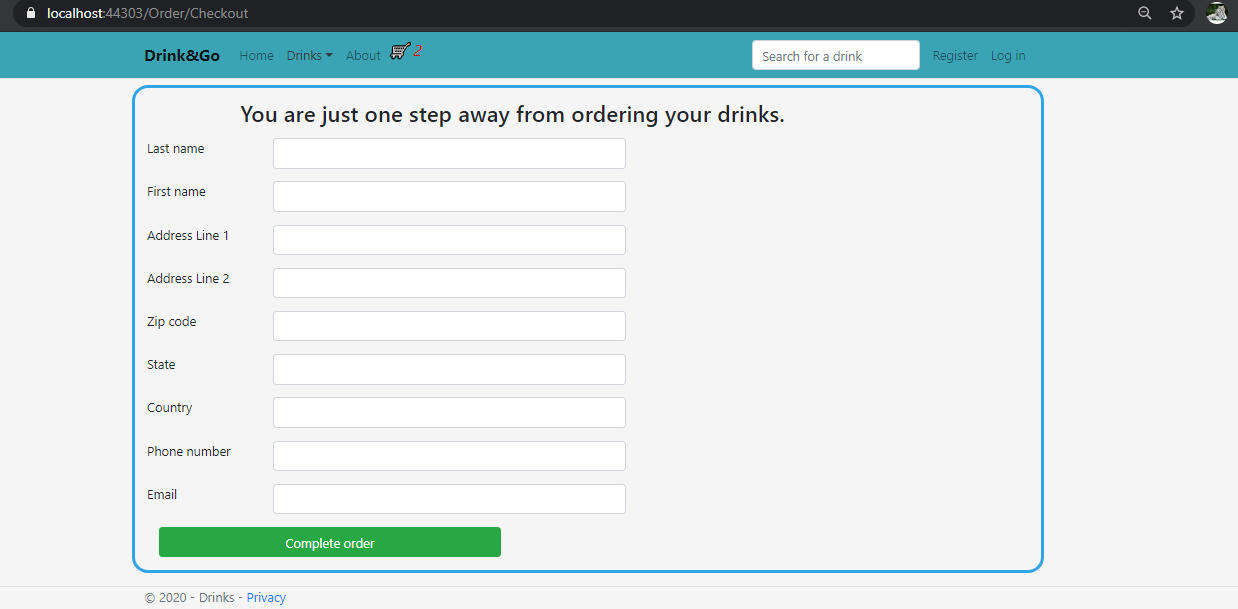 localhost:44303/Order/Checkout
Drink&Go Home Drinks About 2 Search for a drink Register Log in
You are just one step away from ordering your drinks.
Last name
First name
Address Line 1
Address Line 2
Zip code
State
Country
Phone number
Email
Complete order
© 2020 - Drinks - Privacy